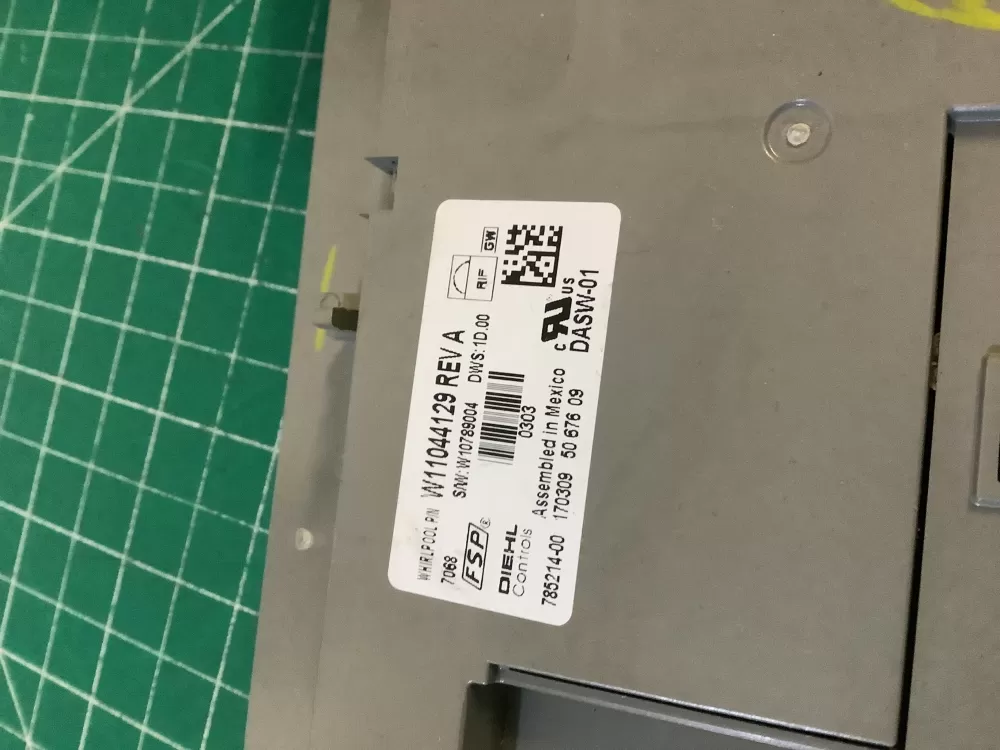 WHIRLPOOL P/N W11044129 REV A
7068 S/W: W10789004 DWS: 1D.00
RIF GW
FSP®
0303
DIEHL
Controls
Assembled in Mexico
c RU us
785214-00 170309 50 676 09 DASW-01